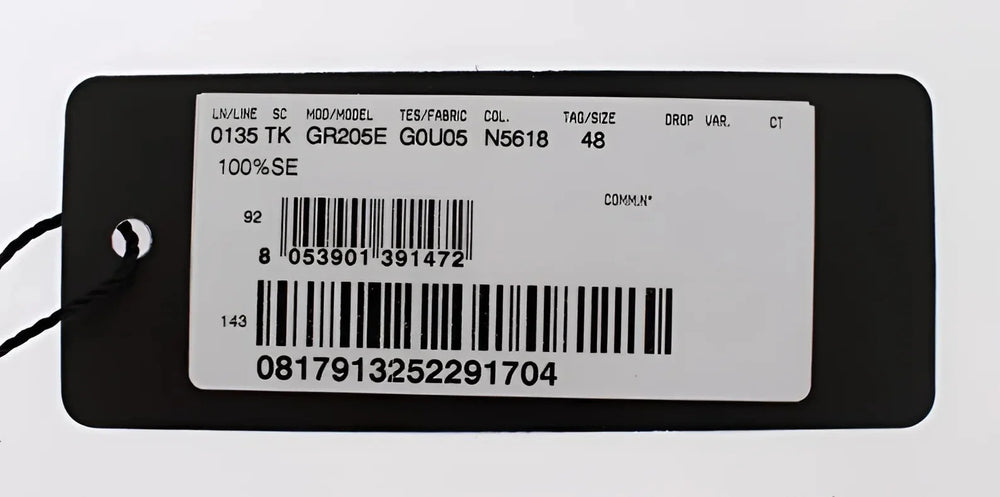 LN/LINE SC MOD/MODEL TES/FABRIC COL. TAG/SIZE DROP VAR. CT
0135 TK GR205E G0U05 N5618 48
100%SE
COMM.N°
92
8 053901 391472
143
0817913252291704